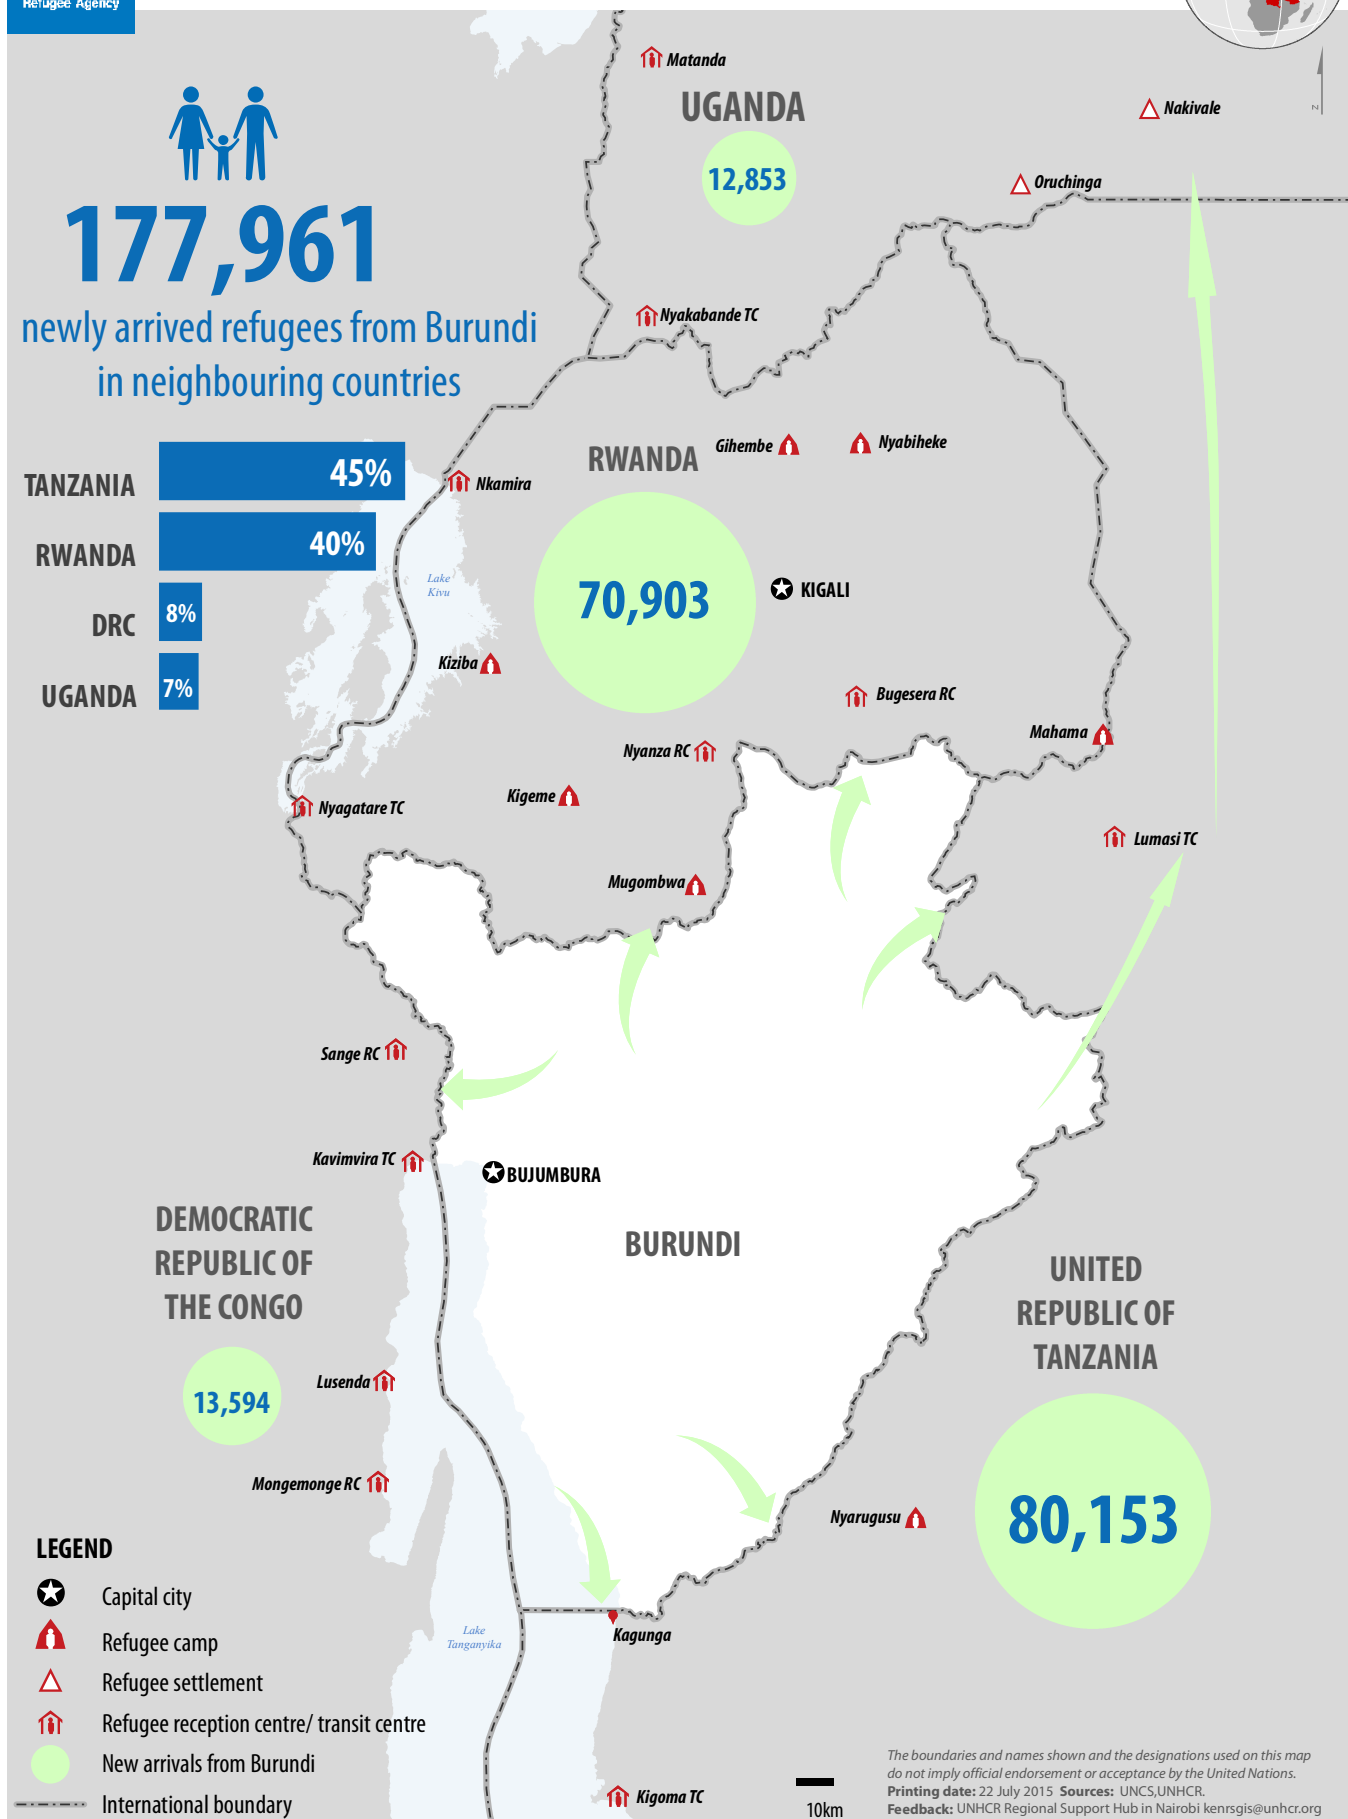 Refugee Agency
177,961
newly arrived refugees from Burundi
in neighbouring countries
TANZANIA 45%
RWANDA 40%
DRC 8%
UGANDA 7%
Matanda
UGANDA
12,853
Nakivale
Oruchinga
N
Nyakabande TC
RWANDA
Gihembe
Nyabiheke
Nkamira
70,903
KIGALI
Lake
Kivu
Kiziba
Bugesera RC
Mahama
Nyanza RC
Kigeme
Nyagatare TC
Lumasi TC
Mugombwa
Sange RC
Kavimvira TC
BUJUMBURA
DEMOCRATIC
REPUBLIC OF
THE CONGO
13,594
BURUNDI
UNITED
REPUBLIC OF
TANZANIA
80,153
Lusenda
Mongemonge RC
Nyarugusu
Kagunga
Lake
Tanganyika
Kigoma TC
LEGEND
Capital city
Refugee camp
Refugee settlement
Refugee reception centre/ transit centre
New arrivals from Burundi
International boundary
10km
The boundaries and names shown and the designations used on this map
do not imply official endorsement or acceptance by the United Nations.
Printing date: 22 July 2015 Sources: UNCS,UNHCR.
Feedback: UNHCR Regional Support Hub in Nairobi kenrsgis@unhcr.org